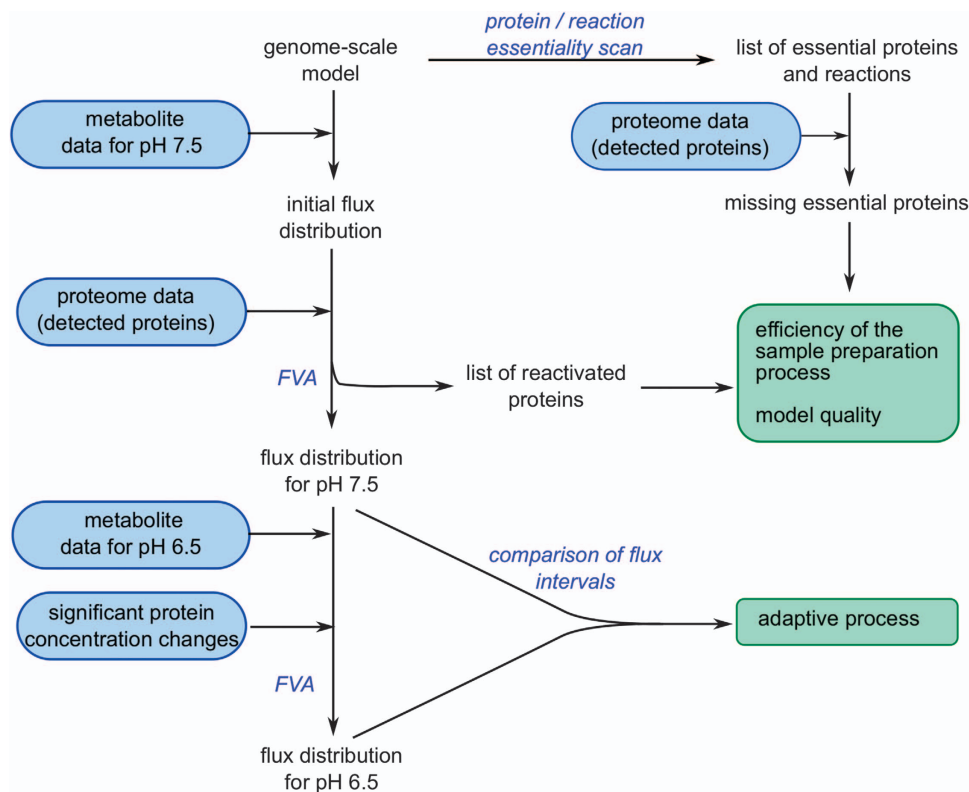 genome-scale
model
protein / reaction
essentiality scan
list of essential proteins
and reactions
metabolite
data for pH 7.5
proteome data
(detected proteins)
initial flux
distribution
missing essential proteins
proteome data
(detected proteins)
efficiency of the
sample preparation
process
model quality
FVA
list of reactivated
proteins
flux distribution
for pH 7.5
metabolite
data for pH 6.5
comparison of flux
intervals
significant protein
concentration changes
adaptive process
FVA
flux distribution
for pH 6.5